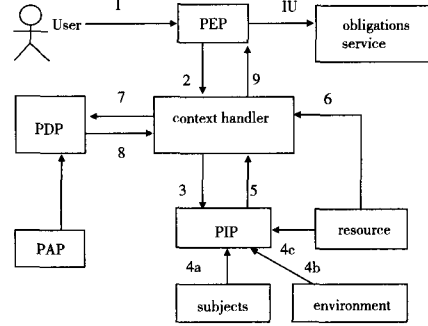 1
IU
User
PEP
obligations
service
2
9
7
6
PDP
context handler
8
3
5
PAP
PIP
resource
4c
4a
4b
subjects
environment